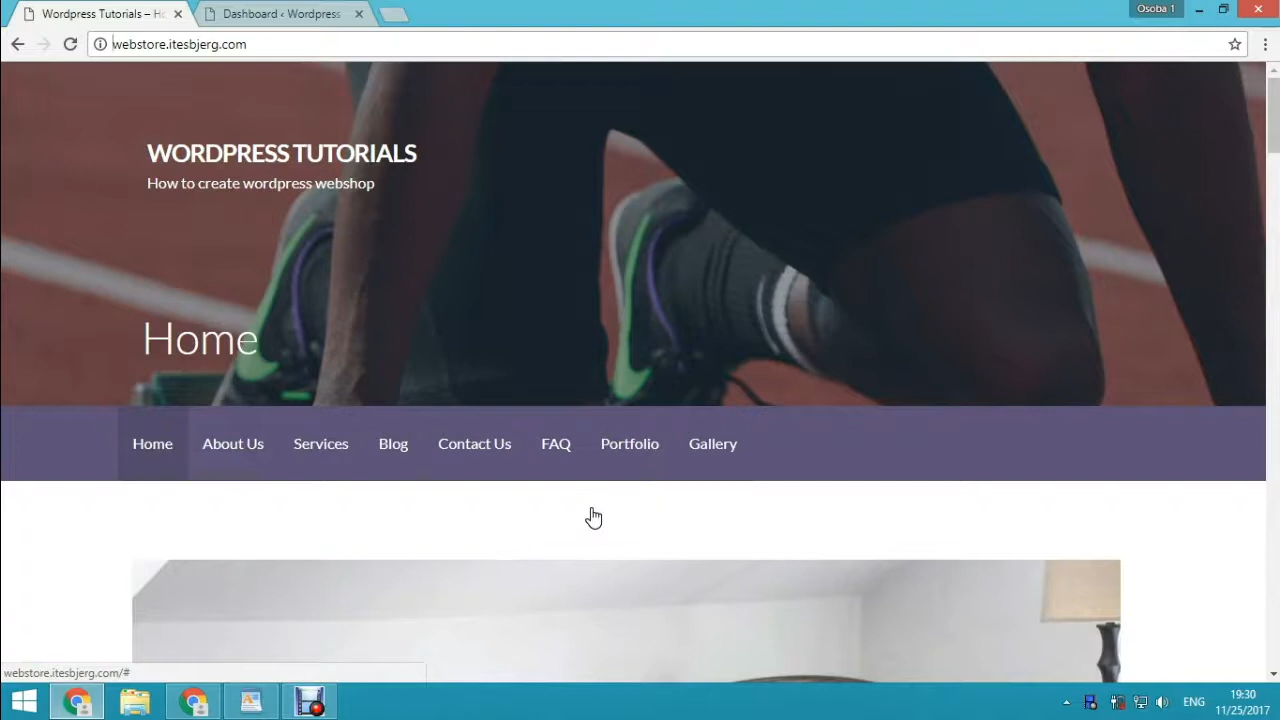 Wordpress Tutorials – Ho
Dashboard ‹ Wordpress
Osoba 1
webstore.itesbjerg.com
WORDPRESS TUTORIALS
How to create wordpress webshop
Home
Home About Us Services Blog Contact Us FAQ Portfolio Gallery
webstore.itesbjerg.com/#
ENG
19:30
11/25/2017